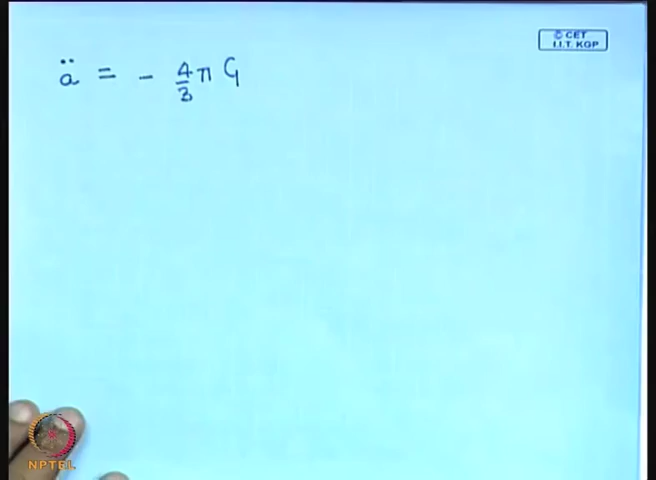 ä = - 4/3 π G
© CET
I.I.T. KGP
NPTEL